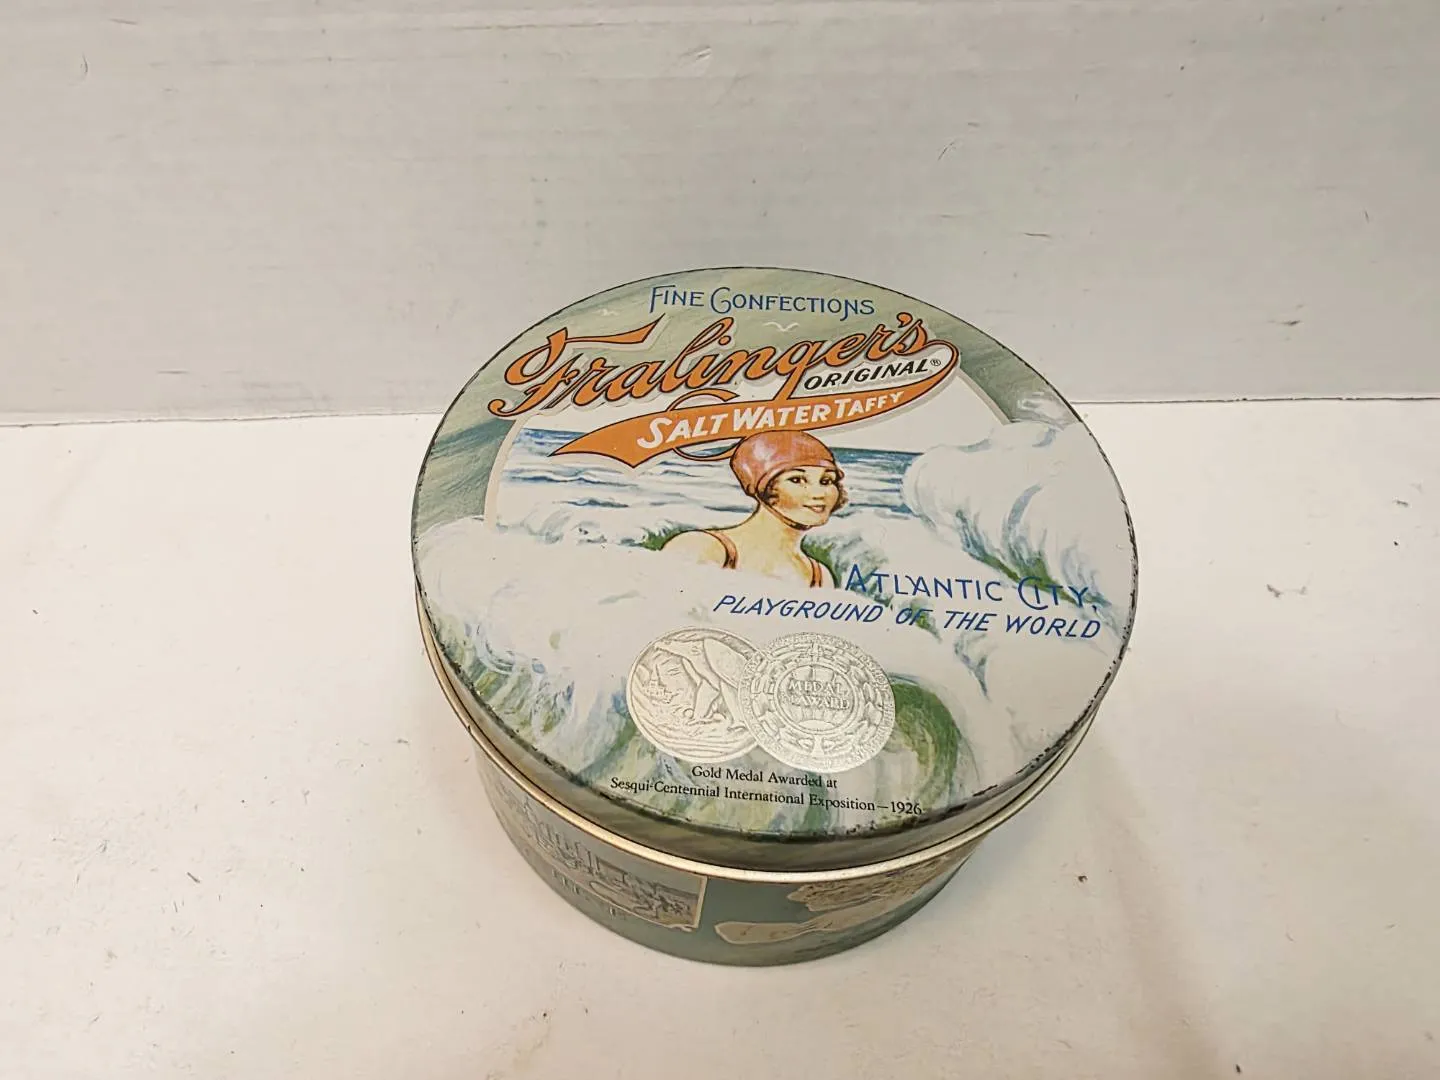 FINE CONFECTIONS
Fralinger's
ORIGINAL®
SALT WATER TAFFY
ATLANTIC CITY,
PLAYGROUND OF THE WORLD
MEDAL
AWARD
Gold Medal Awarded at
Sesqui-Centennial International Exposition—1926